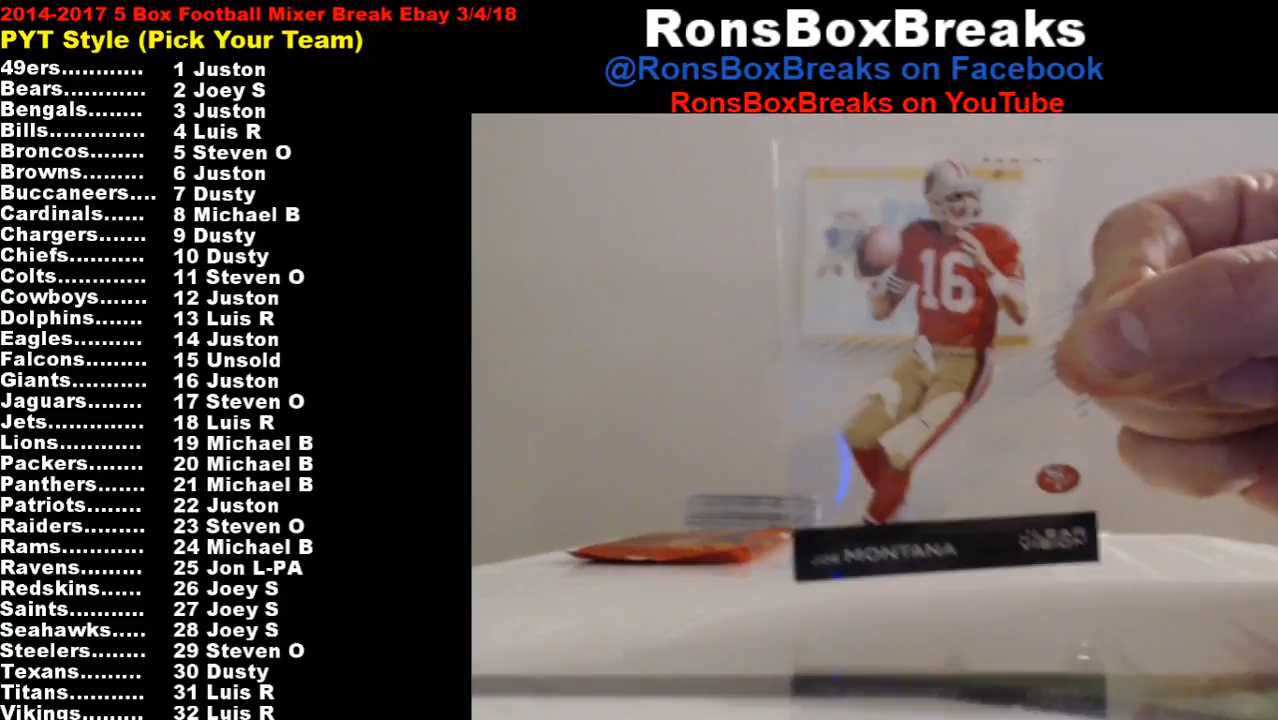 2014-2017 5 Box Football Mixer Break Ebay 3/4/18
PYT Style (Pick Your Team)
49ers............ 1 Juston
Bears............ 2 Joey S
Bengals........ 3 Juston
Bills.............. 4 Luis R
Broncos........ 5 Steven O
Browns......... 6 Juston
Buccaneers.... 7 Dusty
Cardinals...... 8 Michael B
Chargers....... 9 Dusty
Chiefs........... 10 Dusty
Colts............. 11 Steven O
Cowboys....... 12 Juston
Dolphins....... 13 Luis R
Eagles.......... 14 Juston
Falcons......... 15 Unsold
Giants........... 16 Juston
Jaguars........ 17 Steven O
Jets.............. 18 Luis R
Lions............ 19 Michael B
Packers........ 20 Michael B
Panthers....... 21 Michael B
Patriots........ 22 Juston
Raiders......... 23 Steven O
Rams............ 24 Michael B
Ravens......... 25 Jon L-PA
Redskins...... 26 Joey S
Saints........... 27 Joey S
Seahawks..... 28 Joey S
Steelers........ 29 Steven O
Texans......... 30 Dusty
Titans........... 31 Luis R
Vikings......... 32 Luis R
RonsBoxBreaks
@RonsBoxBreaks on Facebook
RonsBoxBreaks on YouTube
16
JOE MONTANA
CLEAR
VISION